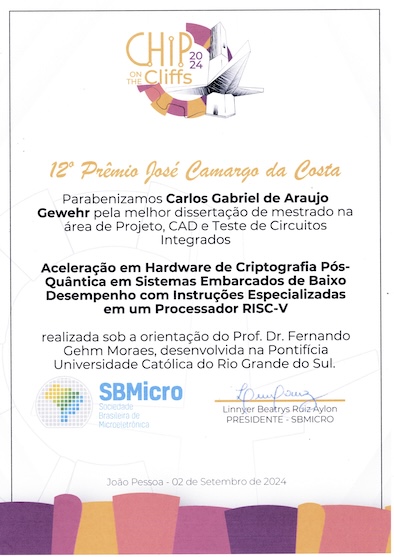 CHIP
ON THE
20
24
Cliffs
12º Prêmio José Camargo da Costa
Parabenizamos Carlos Gabriel de Araujo
Gewehr pela melhor dissertação de mestrado na
área de Projeto, CAD e Teste de Circuitos
Integrados
Aceleração em Hardware de Criptografia Pós-
Quântica em Sistemas Embarcados de Baixo
Desempenho com Instruções Especializadas
em um Processador RISC-V
realizada sob a orientação do Prof. Dr. Fernando
Gehm Moraes, desenvolvida na Pontifícia
Universidade Católica do Rio Grande do Sul.
SBMicro
Sociedade
Brasileira de
Microeletrônica
Linnyer Beatrys Ruiz Aylon
PRESIDENTE - SBMICRO
João Pessoa - 02 de Setembro de 2024